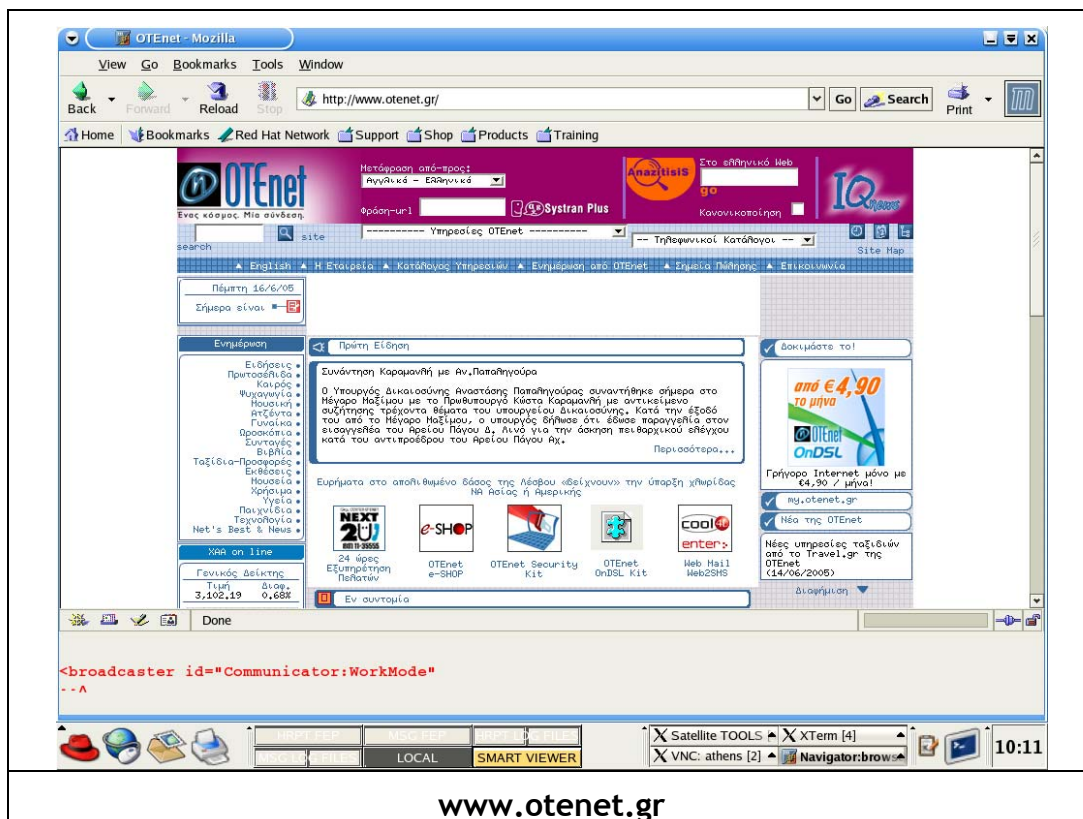 OTEnet - Mozilla
View Go Bookmarks Tools Window
Back Forward Reload Stop http://www.otenet.gr/ Go Search Print
Home Bookmarks Red Hat Network Support Shop Products Training
OTEnet
Ένας κόσμος. Μία σύνδεση.
Μετάφραση από-προς:
Αγγλικά - Ελληνικά
Φράση-url Systran Plus
AnazitisiS
Στο ελληνικό Web
go
Κανονικοποίηση
IQnews
search site
---------- Υπηρεσίες OTEnet ----------
-- Τηλεφωνικοί Κατάλογοι --
Site Map
English Η Εταιρεία Κατάλογος Υπηρεσιών Ενημέρωση από OTEnet Σημεία Πώλησης Επικοινωνία
Πέμπτη 16/6/05
Σήμερα είναι
Ενημέρωση
Ειδήσεις
Πρωτοσέλιδα
Καιρός
Ψυχαγωγία
Μουσική
Ατζέντα
Γυναίκα
Ωροσκόπια
Συνταγές
Βιβλία
Ταξίδια-Προσφορές
Εκθέσεις
Μουσεία
Χρήσιμα
Υγεία
Παιχνίδια
Τεχνολογία
Net's Best & News
ΧΑΑ on line
Γενικός Δείκτης
Τιμή Διαφ.
3,102.19 0.68%
Πρώτη Είδηση
Συνάντηση Καραμανλή με Αν.Παπαληγούρα
Ο Υπουργός Δικαιοσύνης Αναστάσης Παπαληγούρας συναντήθηκε σήμερα στο
Μέγαρο Μαξίμου με το Πρωθυπουργό Κώστα Καραμανλή με αντικείμενο
συζήτησης τρέχοντα θέματα του υπουργείου Δικαιοσύνης. Κατά την έξοδό
του από το Μέγαρο Μαξίμου, ο υπουργός δήλωσε ότι έδωσε παραγγελία στον
εισαγγελέα του Αρείου Πάγου Δ. Λινό για την άσκηση πειθαρχικού ελέγχου
κατά του αντιπροέδρου του Αρείου Πάγου Αχ.
Περισσότερα...
Ευρήματα στο απολιθωμένο δάσος της Λέσβου «δείχνουν» την ύπαρξη χλωρίδας
ΝΑ Ασίας ή Αμερικής
NEXT 2U
e-SHOP
cool
enter
24 ώρες
Εξυπηρέτηση
Πελατών
OTEnet
e-SHOP
OTEnet Security
Kit
OTEnet
OnDSL Kit
Web Mail
Web2SMS
Εν συντομία
Δοκιμάστε το!
από € 4,90
το μήνα
OTEnet
OnDSL
Γρήγορο Internet μόνο με
€4,90 / μήνα!
my.otenet.gr
Νέα της OTEnet
Νέες υπηρεσίες ταξιδιών
από το Travel.gr της
OTEnet
(14/06/2005)
Διαφήμιση
Done
<broadcaster id="Communicator:WorkMode"
--^
HRPT FEP MSG FEP HRPT LOG FILES
MSG LOG FILES LOCAL SMART VIEWER
Satellite TOOLS XTerm [4]
VNC: athens [2] Navigator:brows
10:11
www.otenet.gr